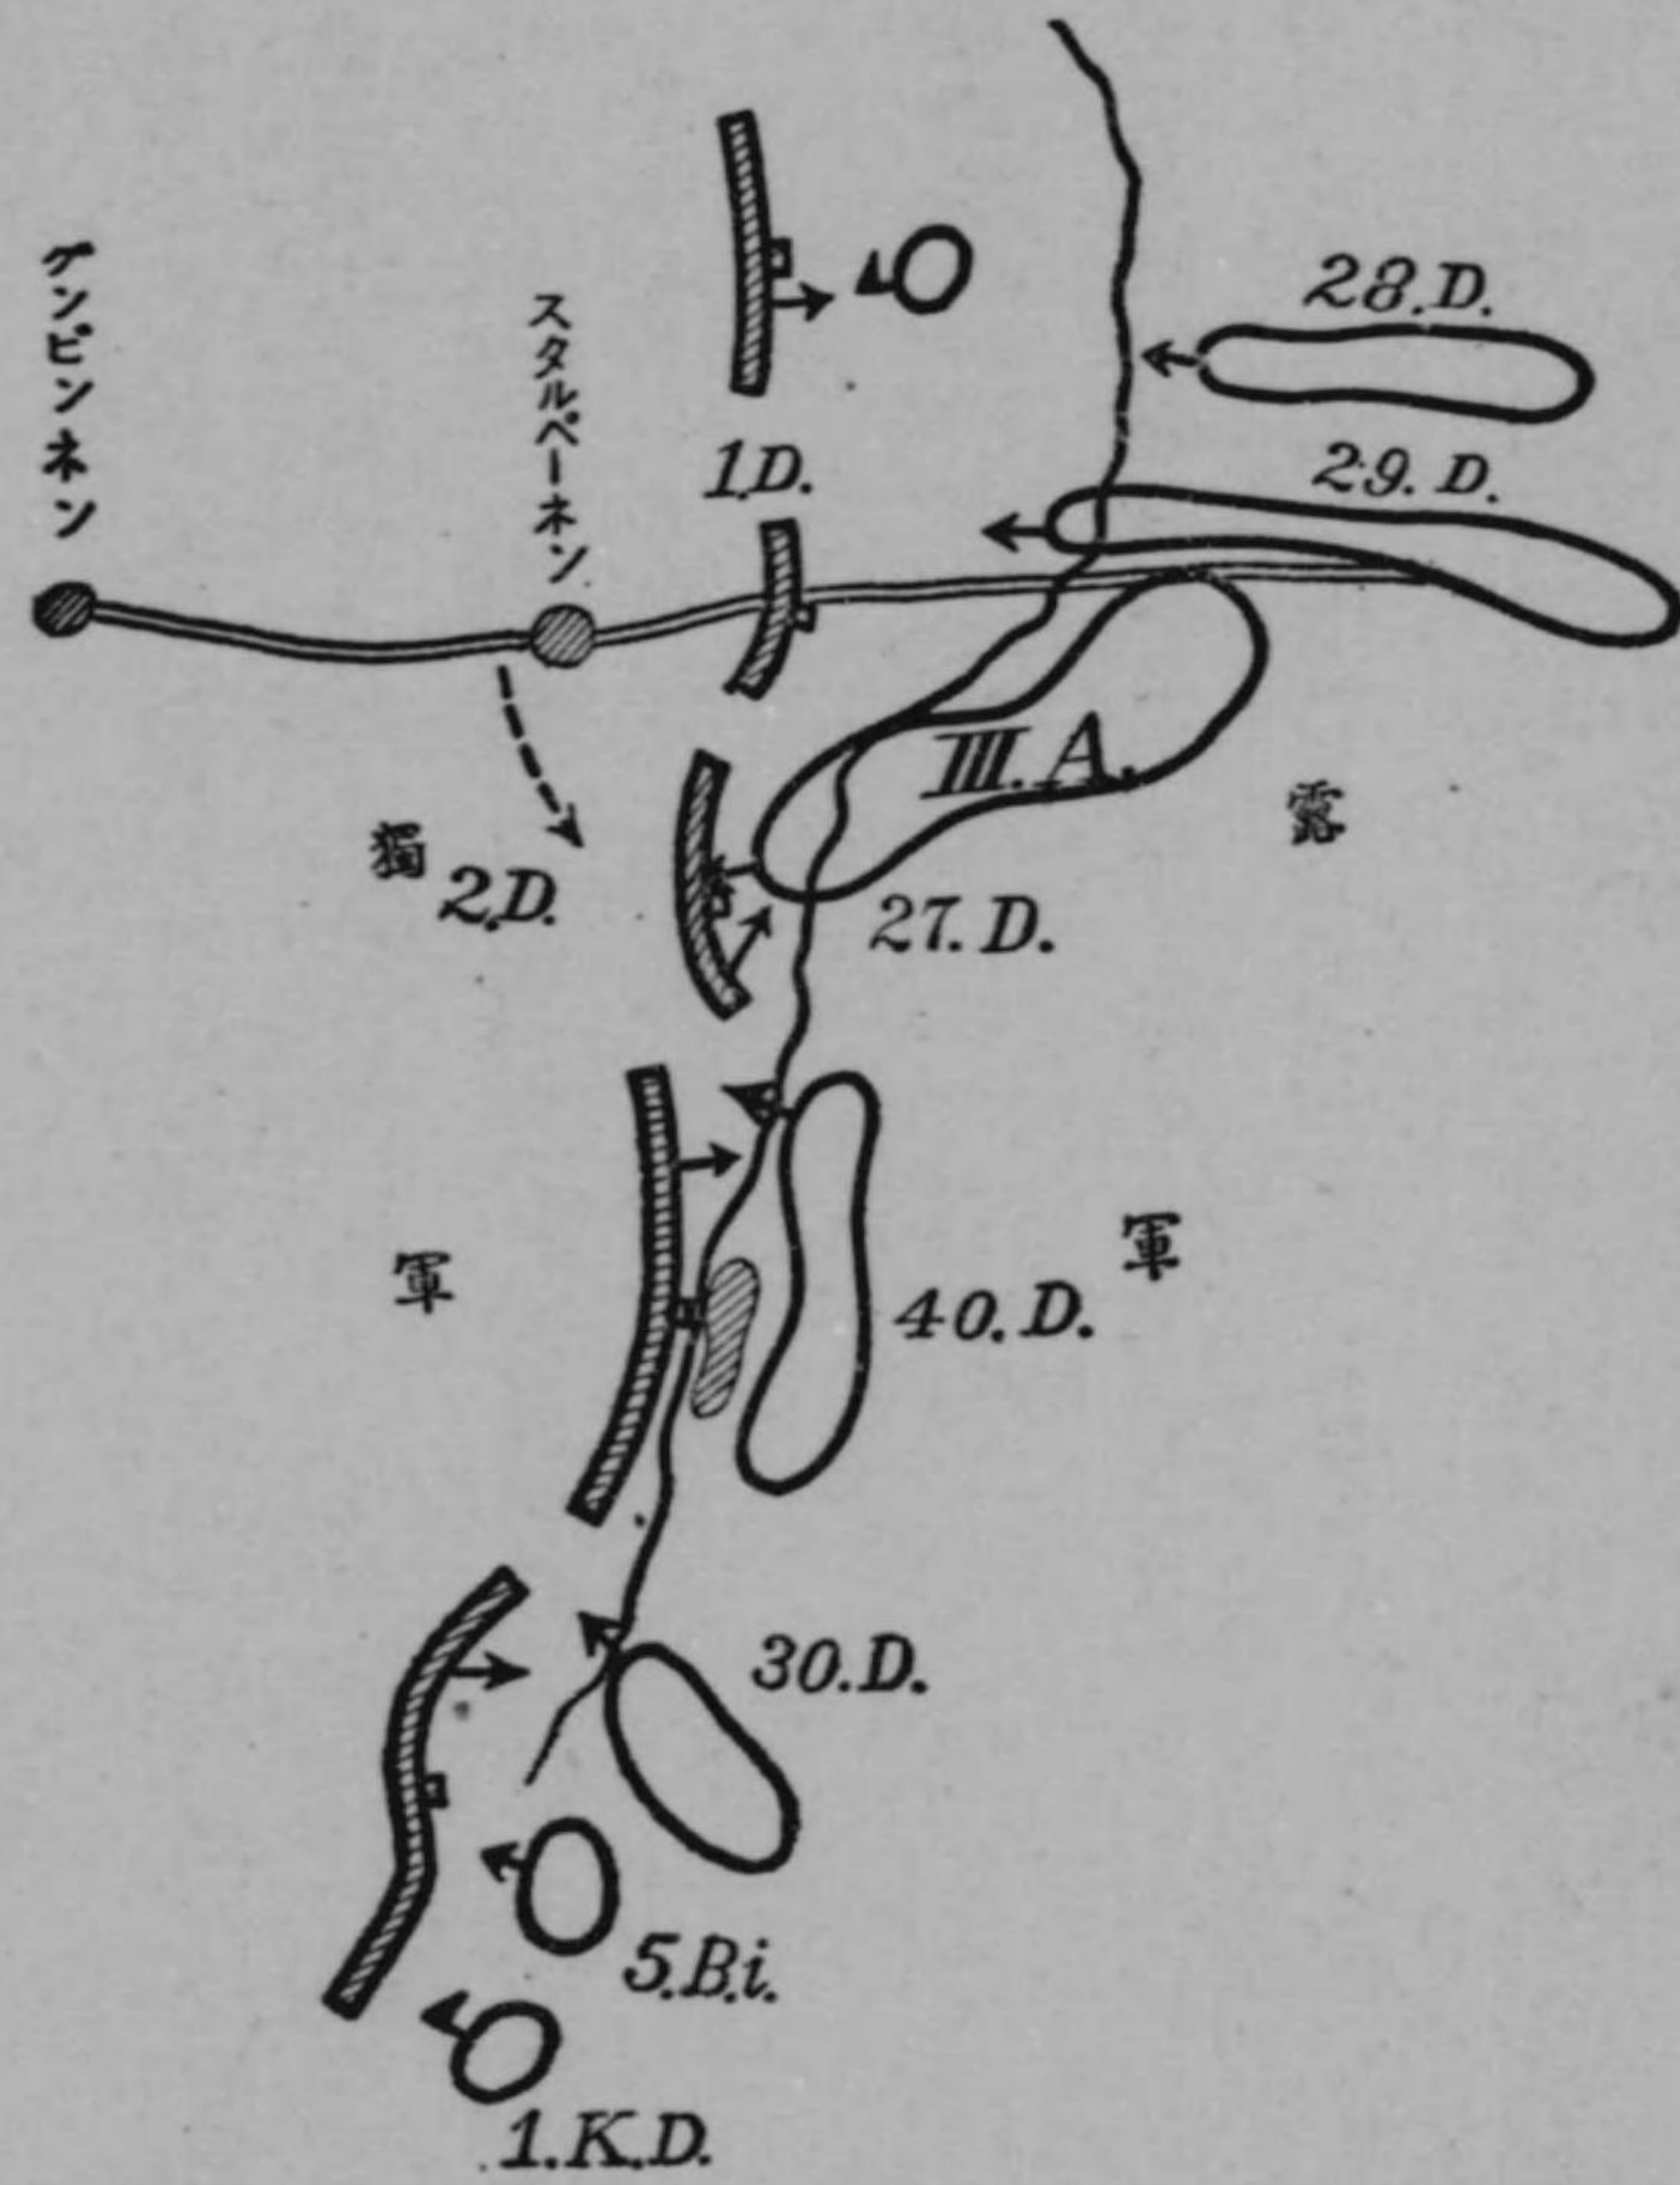 グンビンネン
スタルペーネン
28.D.
29.D.
1.D.
III.A.
獨
露
2.D.
27.D.
軍
軍
40.D.
30.D.
5.B.i.
1.K.D.